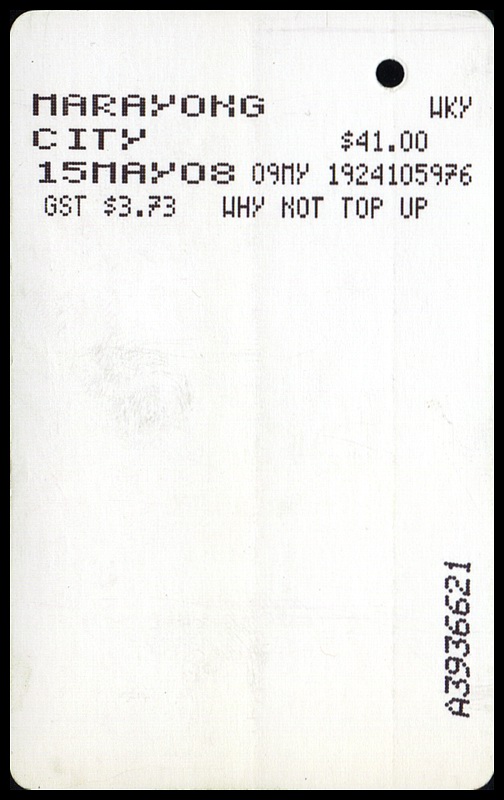 MARAYONG WKY
CITY $41.00
15MAY08 09MY 1924105976
GST $3.73 WHY NOT TOP UP
A3936621